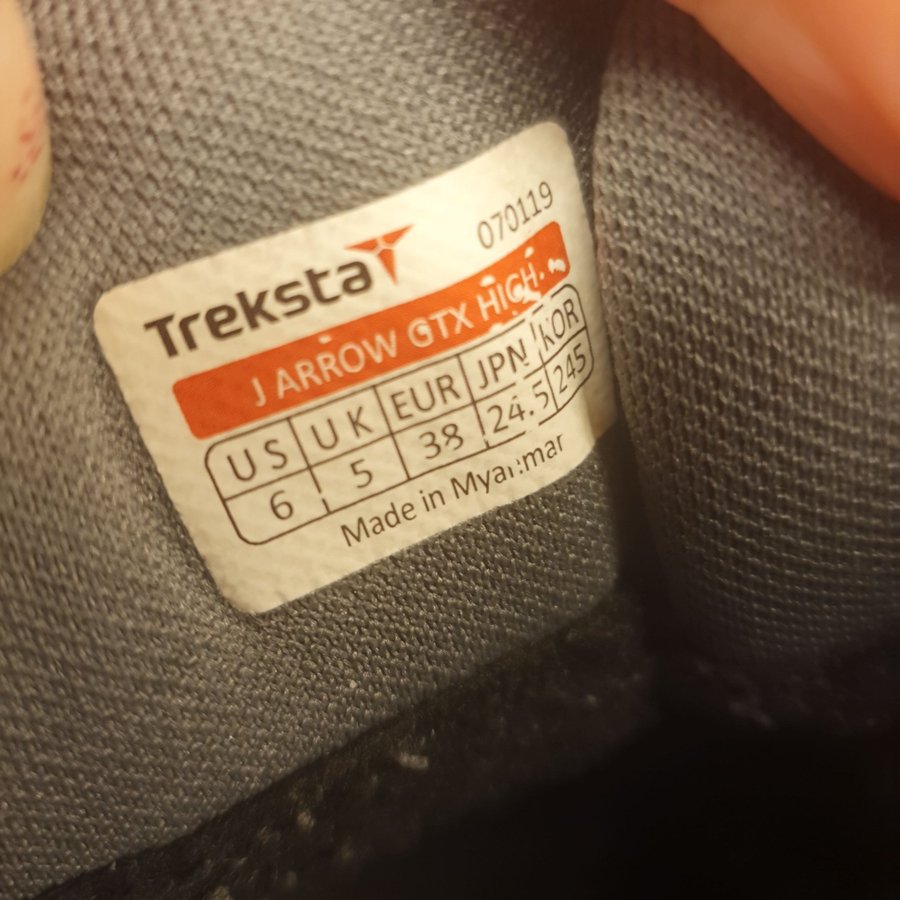 070119
Treksta
J ARROW GTX HIGH
US UK EUR JPN KOR
6 5 38 24.5 245
Made in Myanmar